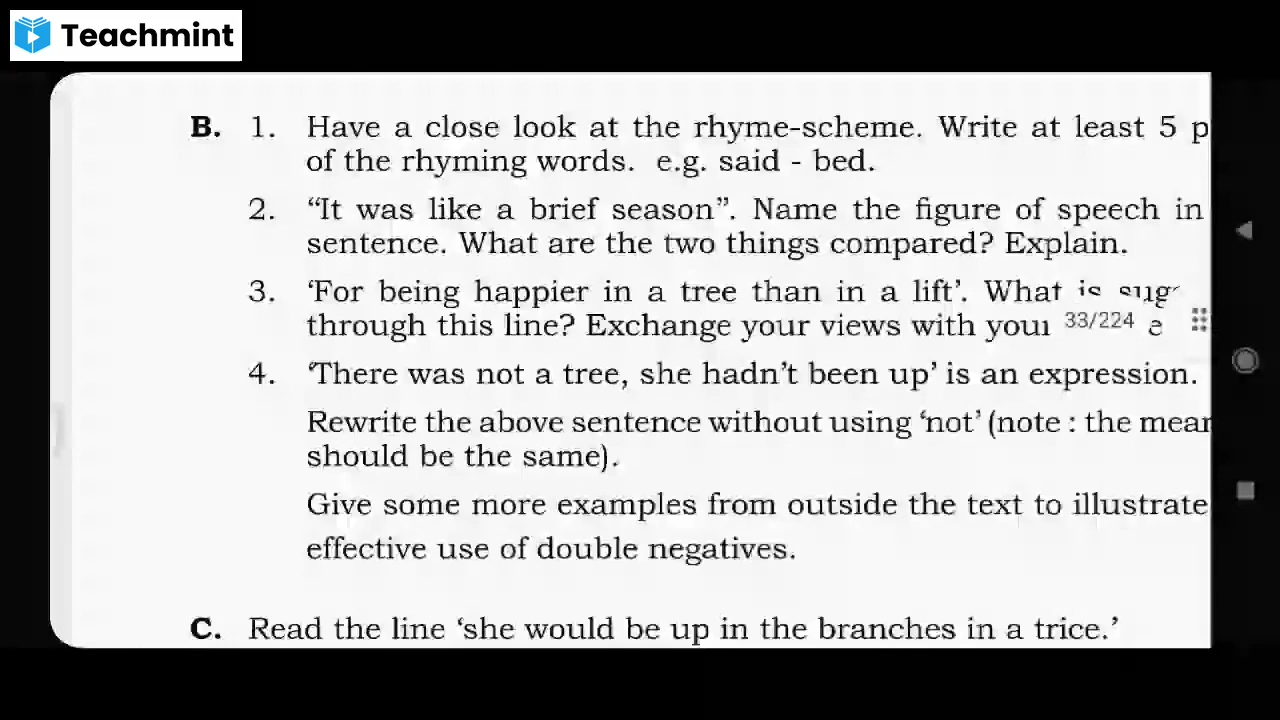 Teachmint
B. 1. Have a close look at the rhyme-scheme. Write at least 5 p
of the rhyming words. e.g. said - bed.
2. “It was like a brief season”. Name the figure of speech in
sentence. What are the two things compared? Explain.
3. ‘For being happier in a tree than in a lift’. What is sugg
through this line? Exchange your views with your
33/224
4. ‘There was not a tree, she hadn’t been up’ is an expression.
Rewrite the above sentence without using ‘not’ (note : the mean
should be the same).
Give some more examples from outside the text to illustrate
effective use of double negatives.
C. Read the line ‘she would be up in the branches in a trice.’